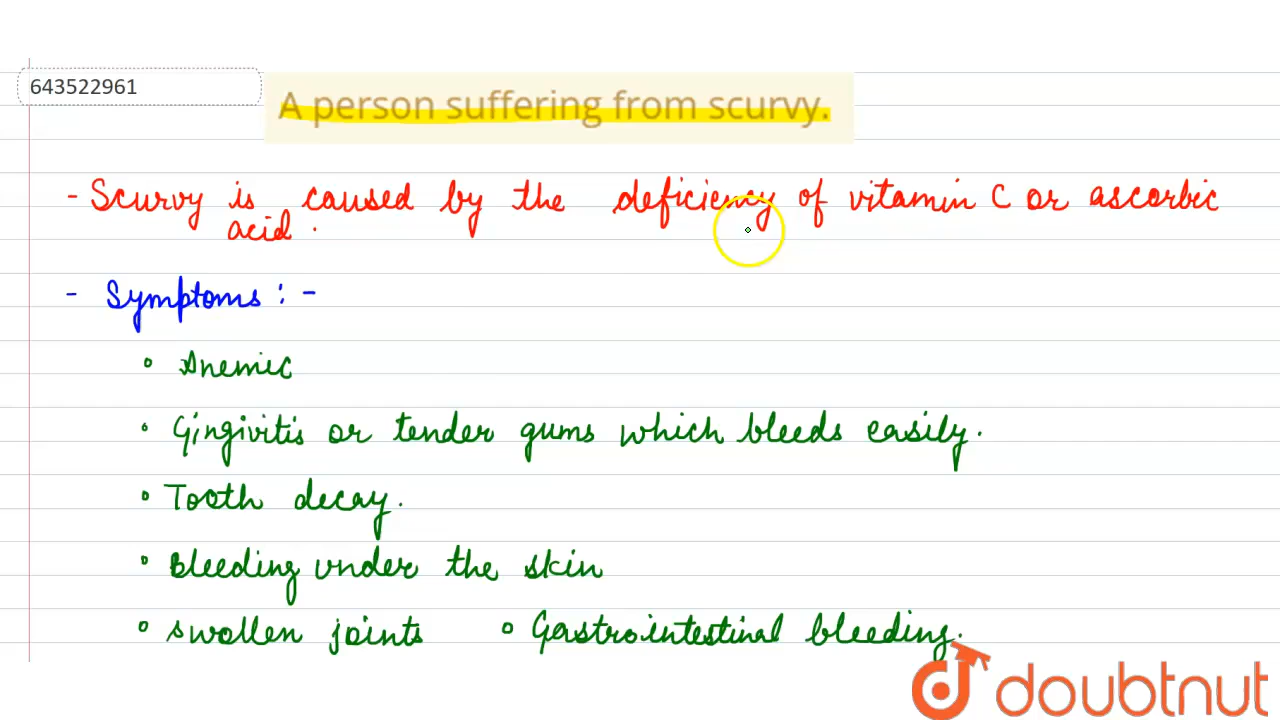 643522961
A person suffering from scurvy.
- Scurvy is caused by the deficiency of vitamin C or ascorbic
acid.
- Symptoms : -
• Anemic
• Gingivitis or tender gums which bleeds easily.
• Tooth decay.
• Bleeding under the skin
• swollen joints • Gastrointestinal bleeding.
doubtnut